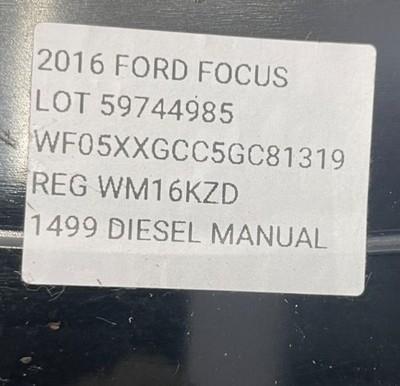 2016 FORD FOCUS
LOT 59744985
WF05XXGCC5GC81319
REG WM16KZD
1499 DIESEL MANUAL